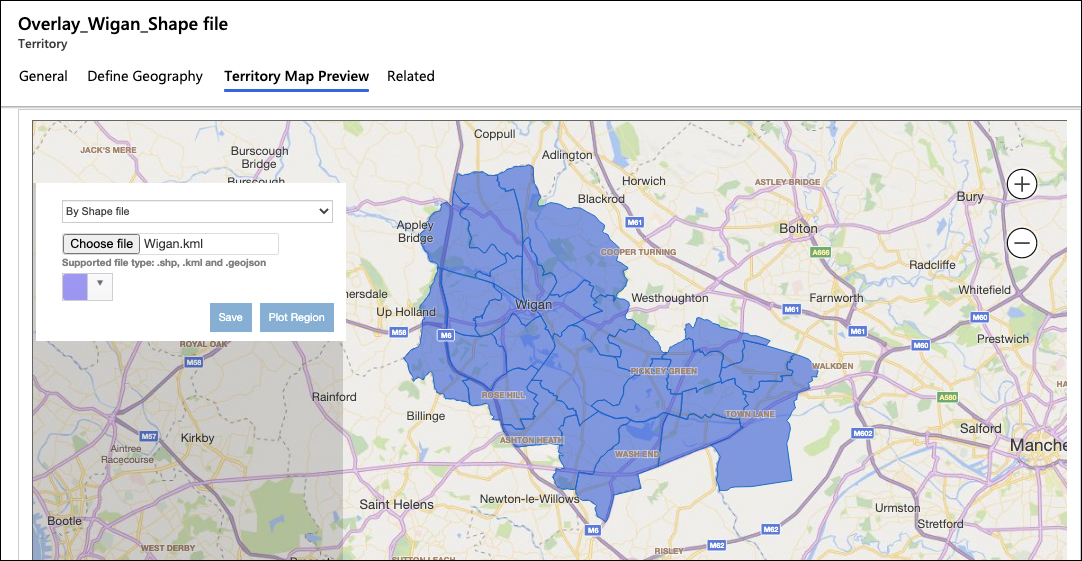 Overlay_Wigan_Shape file
Territory
General Define Geography Territory Map Preview Related
Coppull
JACK'S MERE
Burscough
Bridge
Adlington
Burscough
Horwich
ASTLEY BRIDGE
Blackrod
Bury
By Shape file
Appley
Bridge
M61
Bolton
Choose file Wigan.kml
COOPER TURNING
A666
Supported file type: .shp, .kml and .geojson
Radcliffe
mersdale
Wigan
Westhoughton
Farnworth
Whitefield
Up Holland
M61
Save Plot Region
M60
M58
M6
M61
Prestwich
ROYAL OAK
M60
M58
WALKDEN
PICKLEY GREEN
Rainford
ROSE HILL
A580
Billinge
TOWN LANE
M57
Kirkby
ASHTON HEATH
M602
Salford
Aintree
Racecourse
WASH END
Manche
Newton-le-Willows
Saint Helens
Urmston
Bootle
M6
M62
Stretford
WEST DERBY
M62
RISLEY
SUTTON LEACH